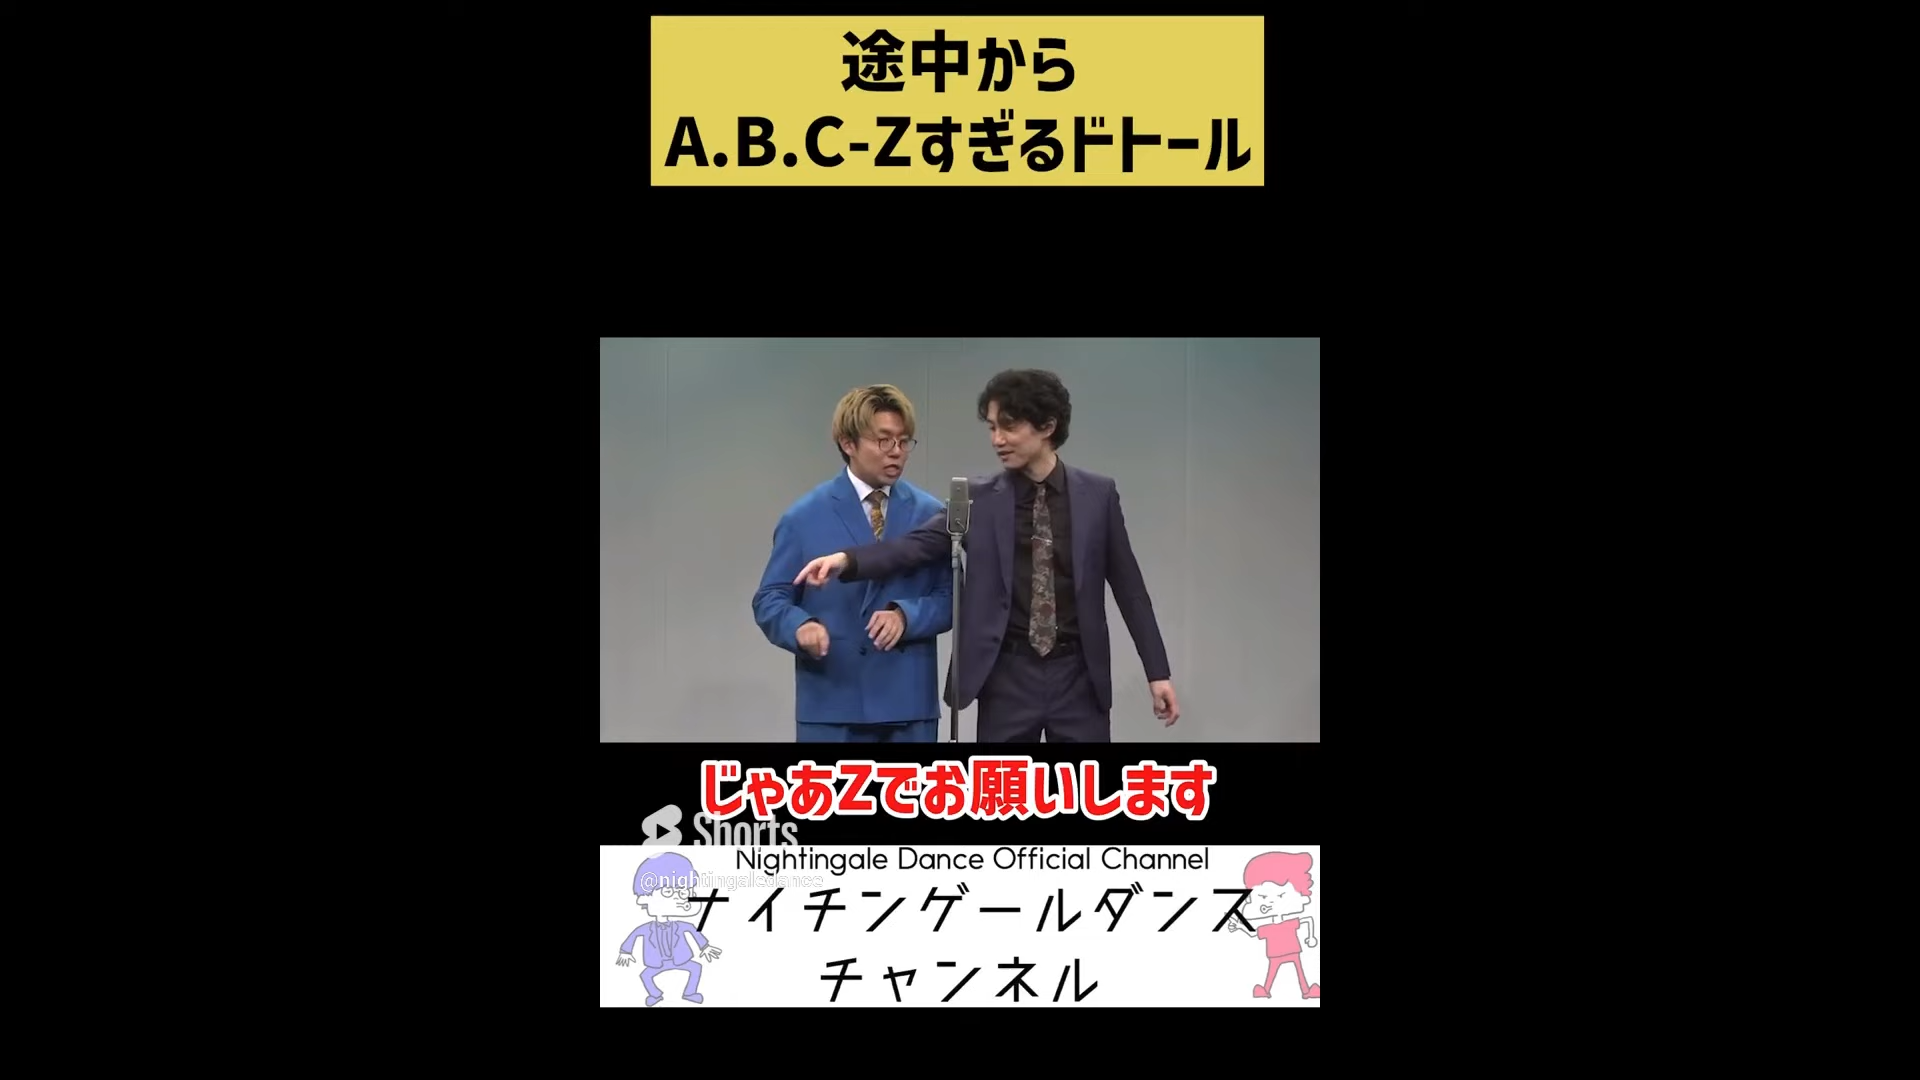 途中から
A.B.C-Zすぎるドトール
じゃあZでお願いします
Shorts
Nightingale Dance Official Channel
@nightingaledance
ナイチンゲールダンス
チャンネル